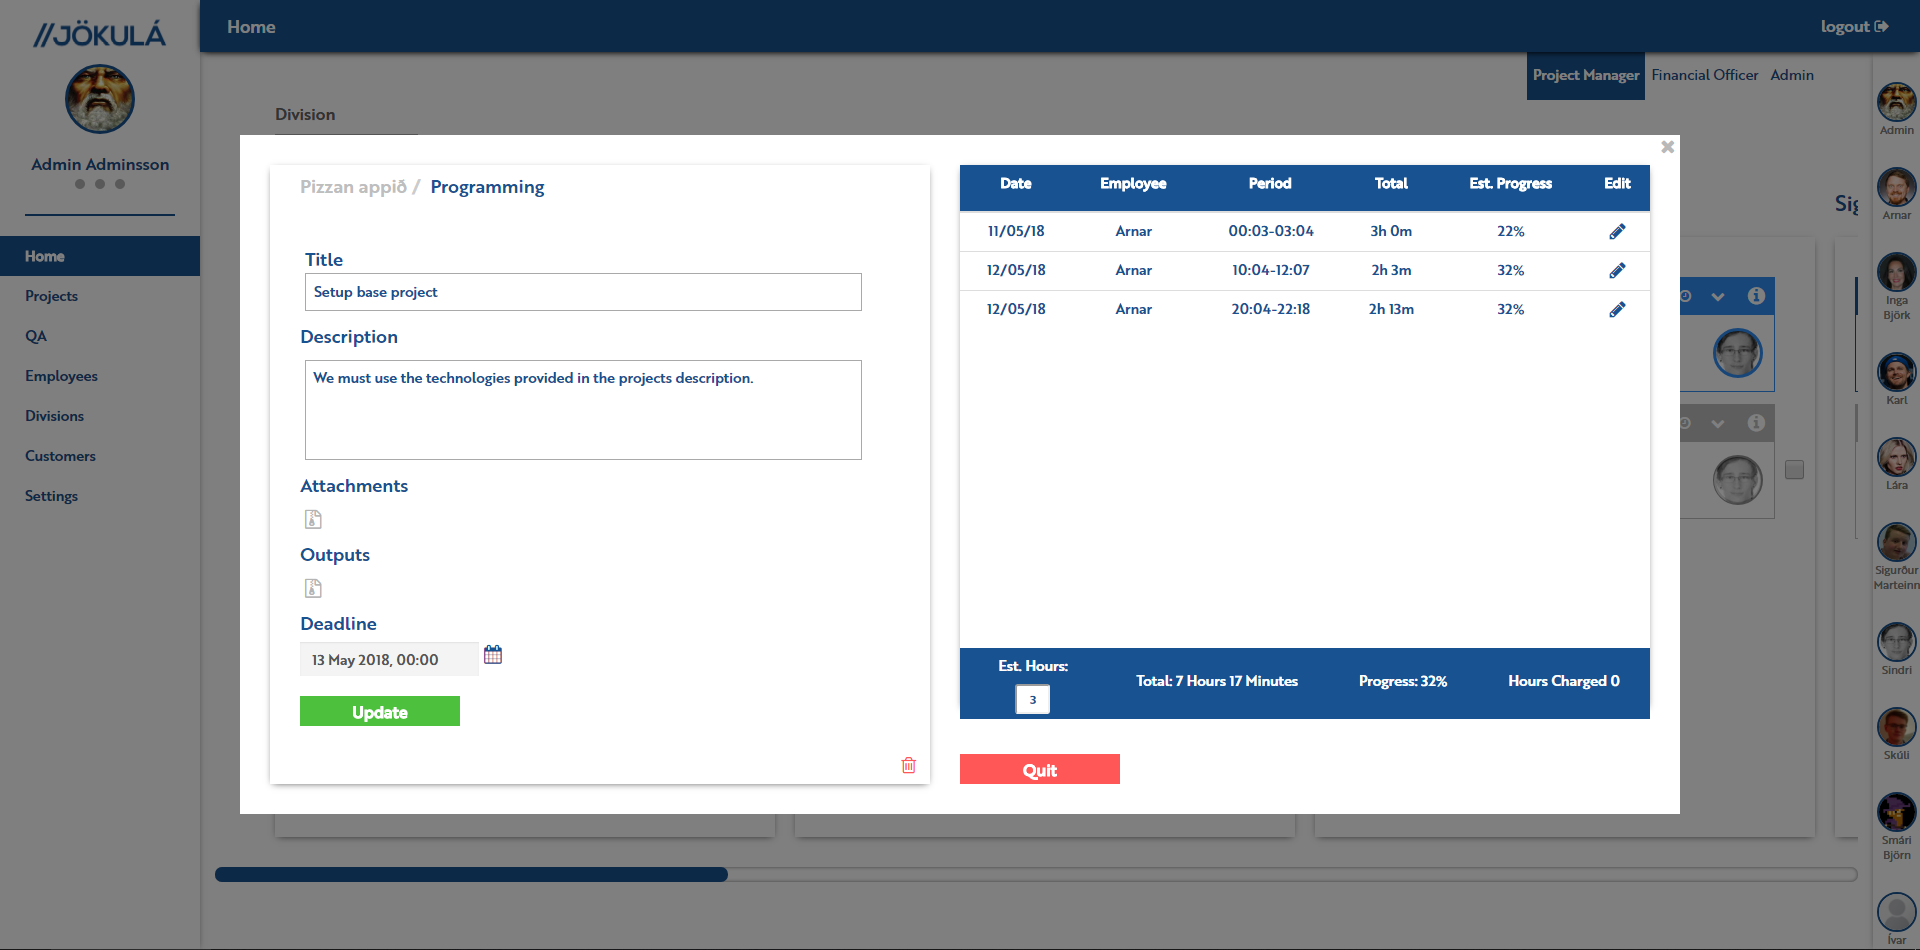 //JÖKULÁ
Home
logout
Admin Adminsson
Home
Projects
QA
Employees
Divisions
Customers
Settings
Project Manager Financial Officer Admin
Division
Pizzan appið / Programming
Title
Setup base project
Description
We must use the technologies provided in the projects description.
Attachments
Outputs
Deadline
13 May 2018, 00:00
Update
Date Employee Period Total Est. Progress Edit
11/05/18 Arnar 00:03-03:04 3h 0m 22%
12/05/18 Arnar 10:04-12:07 2h 3m 32%
12/05/18 Arnar 20:04-22:18 2h 13m 32%
Est. Hours:
3
Total: 7 Hours 17 Minutes
Progress: 32%
Hours Charged 0
Quit
Admin
Arnar
Inga
Björk
Karl
Lára
Sigurður
Marteinn
Sindri
Skúli
Smári
Björn
Ívar